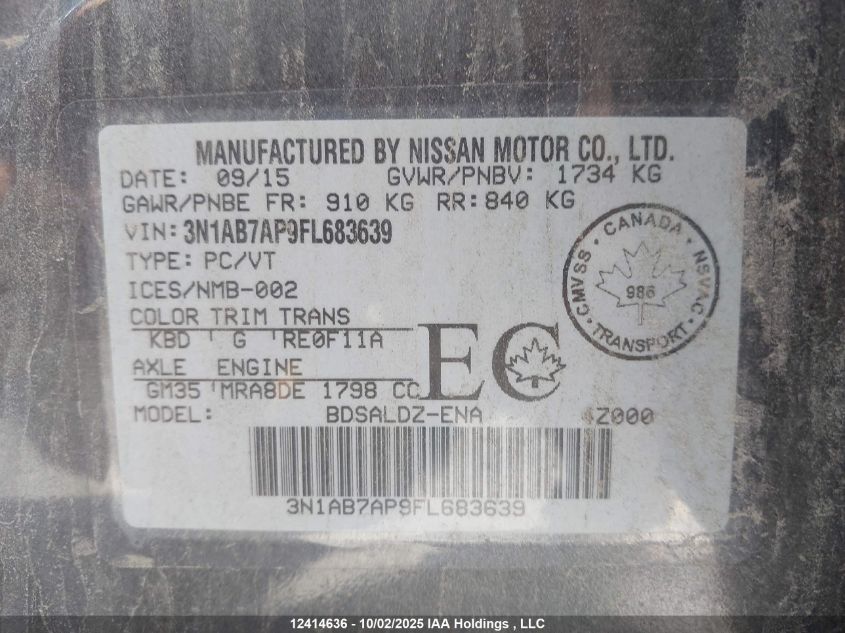 MANUFACTURED BY NISSAN MOTOR CO., LTD.
DATE: 09/15 GVWR/PNBV: 1734 KG
GAWR/PNBE FR: 910 KG RR:840 KG
VIN:3N1AB7AP9FL683639
TYPE: PC/VT
ICES/NMB-002
COLOR TRIM TRANS
KBD ' G 'RE0F11A
AXLE ENGINE
GM35 'MRA8DE 1798 CC
MODEL: BDSALDZ-ENA 4Z000
EC
CANADA
CMVSS
986
NSVAC
TRANSPORT
3N1AB7AP9FL683639
12414636 - 10/02/2025 IAA Holdings , LLC